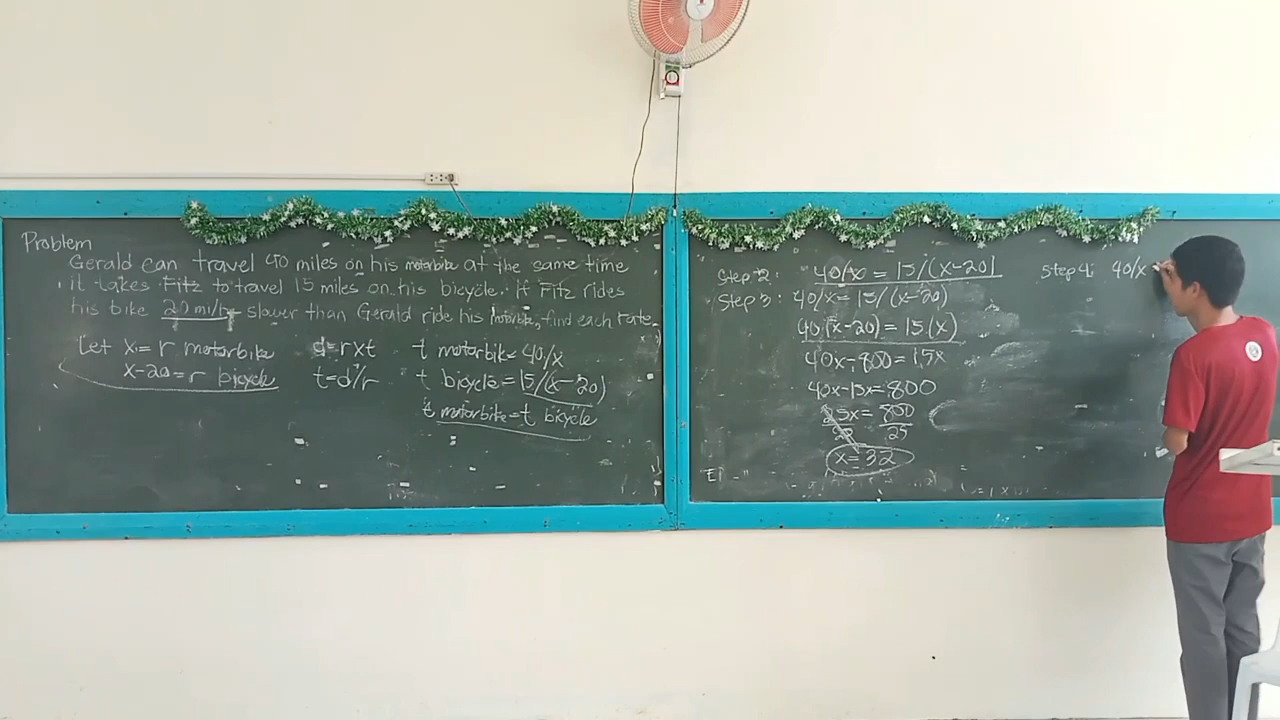 Problem
Gerald can travel 40 miles on his motorbike at the same time
it takes Fitz to travel 15 miles on his bicycle. If Fitz rides
his bike 20 mi/hr slower than Gerald ride his motorbike, find each rate.
Let x = r motorbike
x-20 = r bicycle
d=rxt
t=d/r
t motorbike = 40/x
t bicycle = 15/(x-20)
t motorbike = t bicycle
Step 2: 40/x = 15/(x-20)
Step 3: 40/x = 15/(x-20)
40(x-20) = 15(x)
40x-800 = 15x
40x-15x=800
25x = 800
25 25
x = 32
Step 4: 40/x